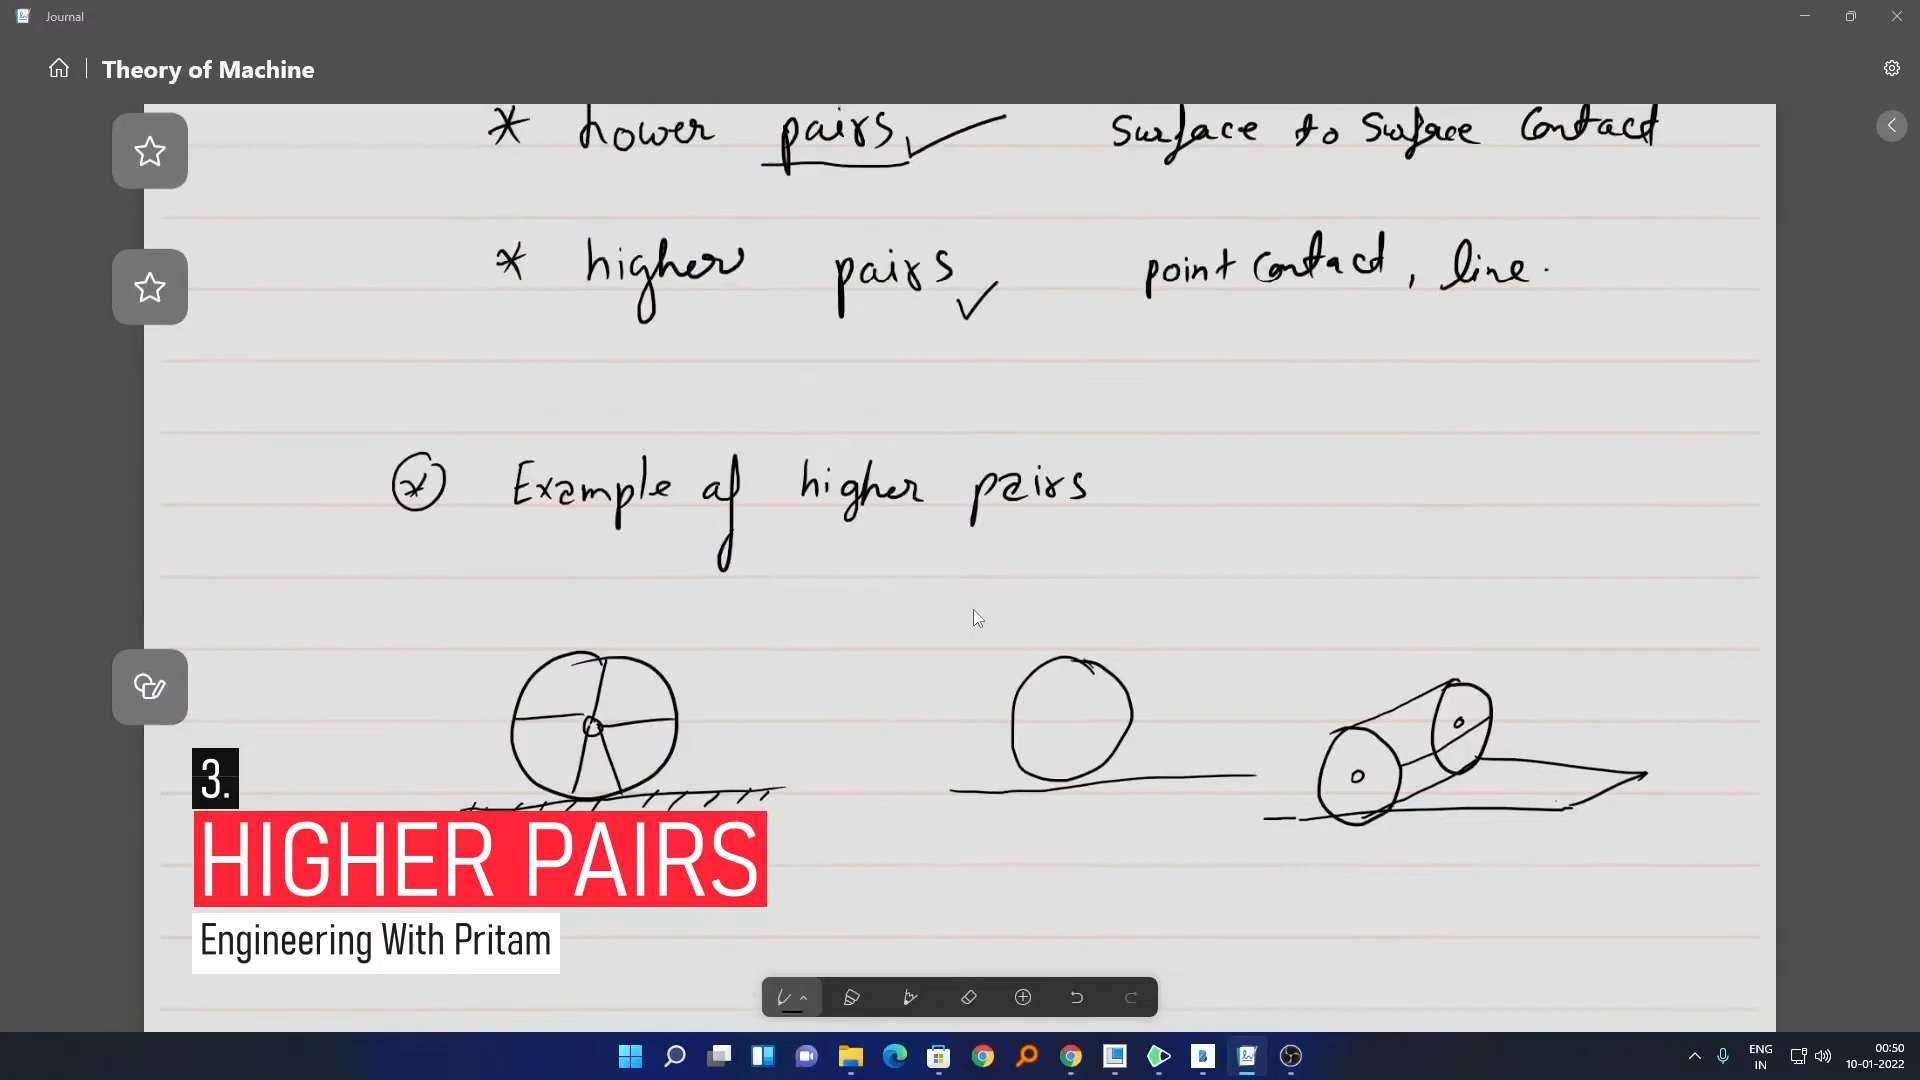 Journal
Theory of Machine
* Lower pairs Surface to Surface Contact
* higher pairs point contact, line.
* Example of higher pairs
3.
HIGHER PAIRS
Engineering With Pritam
ENG
IN
00:50
10-01-2022